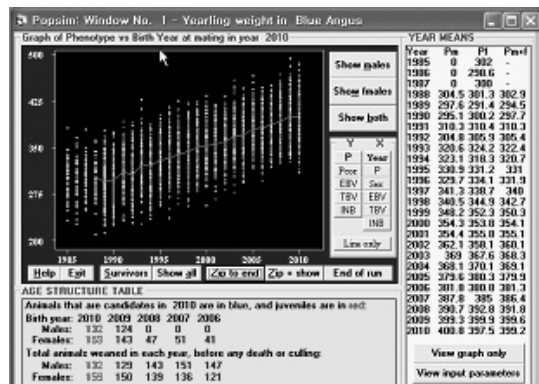 Popsim: Window No. 1 - Yearling weight in Blue Angus
Graph of Phenotype vs Birth Year at mating in year 2010
500
425
350
275
200
1985
1990
1995
2000
2005
2010
Show males
Show females
Show both
Y X
P Year
Pcor P
EBV Sex
TBV EBV
INB TBV
INB
Line only
Help Exit Survivors Show all Zip to end Zip + show End of run
YEAR MEANS
Year Pm Pf Pm+f
1985 0 302 -
1986 0 290.6 -
1987 0 300 -
1988 304.5 301.3 302.9
1989 297.6 291.4 294.5
1990 295.1 300.2 297.7
1991 310.3 310.4 310.3
1992 304.8 305.9 305.4
1993 320.6 324.2 322.4
1994 323.1 318.3 320.7
1995 330.9 331.2 331
1996 329.7 334.1 331.9
1997 341.3 338.7 340
1998 340.5 344.9 342.7
1999 348.2 352.3 350.3
2000 354.3 353.8 354.1
2001 354.4 355.8 355.1
2002 362.1 358.1 360.1
2003 369 367.6 368.3
2004 368.1 370.1 369.1
2005 379.6 380.3 379.9
2006 381.3
2007 387.8 385 386.4
2008 390.7 392.8 391.8
2009 399.3 399.9 399.6
2010 400.8 397.5 399.2
View graph only
View input parameters
AGE STRUCTURE TABLE
Animals that are candidates in 2010 are in blue, and juveniles are in red:
Birth year: 2010 2009 2008 2007 2006
Males: 132 124 0 0 0
Females: 159 143 47 51 41
Total animals weaned in each year, before any death or culling:
Males: 132 129 143 151 147
Females: 159 150 139 136 121